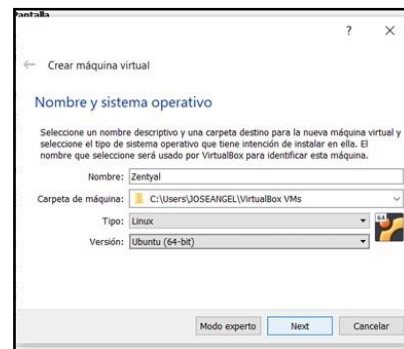 Pantalla
?
Crear máquina virtual
Nombre y sistema operativo
Seleccione un nombre descriptivo y una carpeta destino para la nueva máquina virtual y
seleccione el tipo de sistema operativo que tiene intención de instalar en ella. El
nombre que seleccione será usado por VirtualBox para identificar esta máquina.
Nombre: Zentyal
Carpeta de máquina: C:\Users\JOSEANGEL\VirtualBox VMs
Tipo: Linux
64
Versión: Ubuntu (64-bit)
Modo experto Next Cancelar